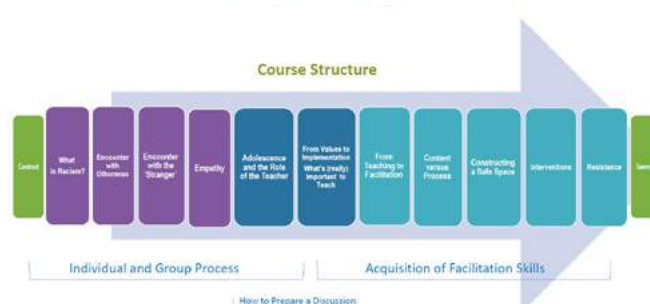 Course Structure
What
is Racism?
Encounter
with
Otherness
Encounter
with the
'Stranger'
Empathy
Adolescence
and the Role
of the Teacher
From Values to
Implementation
What's (really)
Important to
Teach
From
Teaching to
Facilitation
Content
versus
Process
Constructing
a Safe Space
Interventions
Resistance
Individual and Group Process
Acquisition of Facilitation Skills
How to Prepare a Discussion